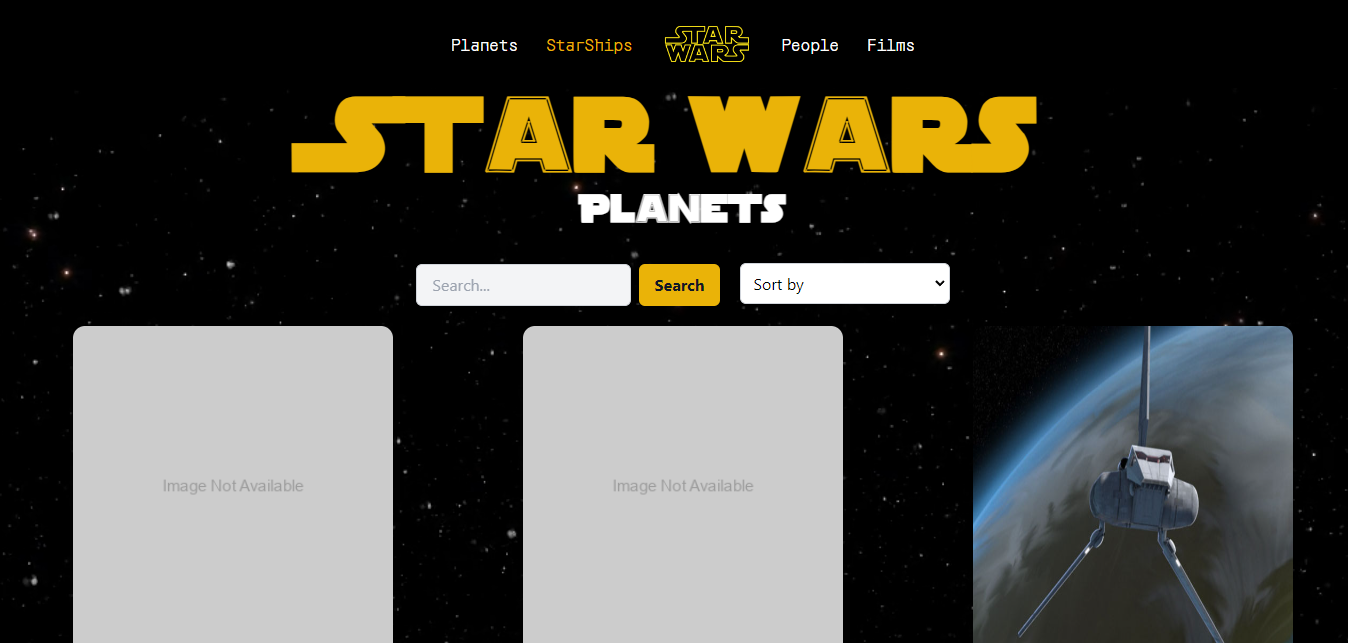 Planets StarShips STAR WARS People Films
STAR WARS
PLANETS
Search... Search Sort by
Image Not Available Image Not Available